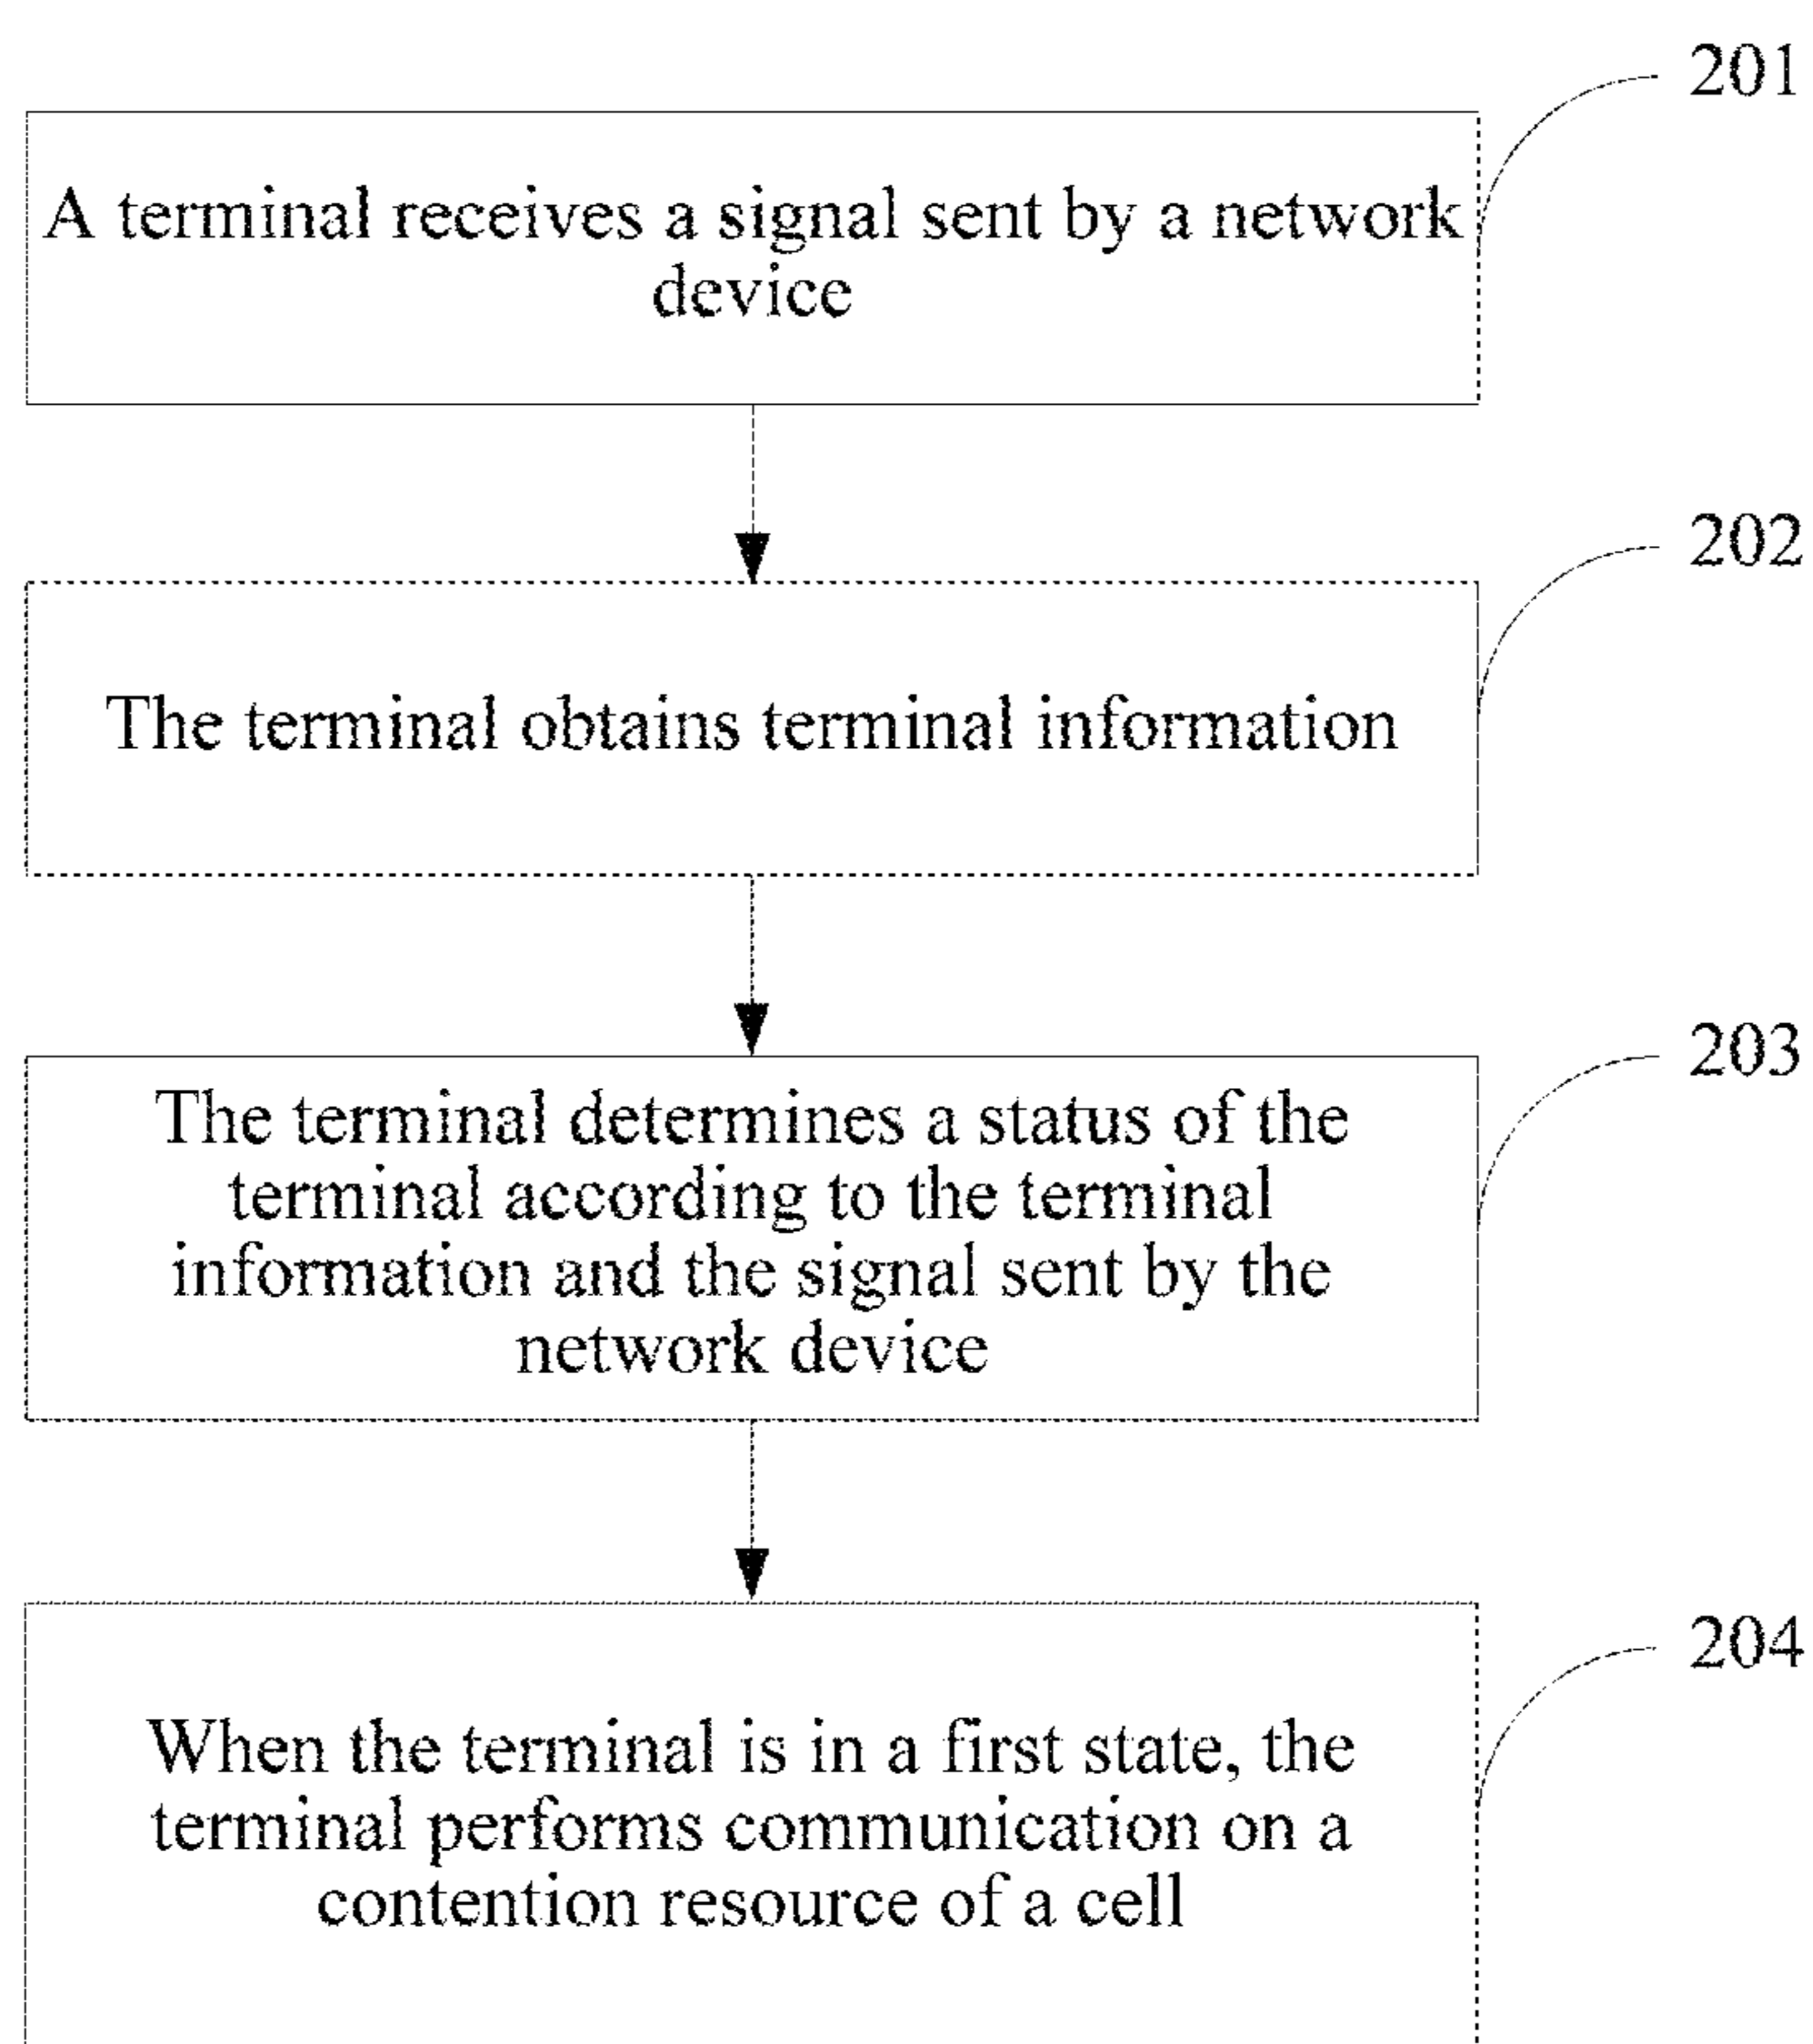 201
A terminal receives a signal sent by a network
device
202
The terminal obtains terminal information
203
The terminal determines a status of the
terminal according to the terminal
information and the signal sent by the
network device
204
When the terminal is in a first state, the
terminal performs communication on a
contention resource of a cell